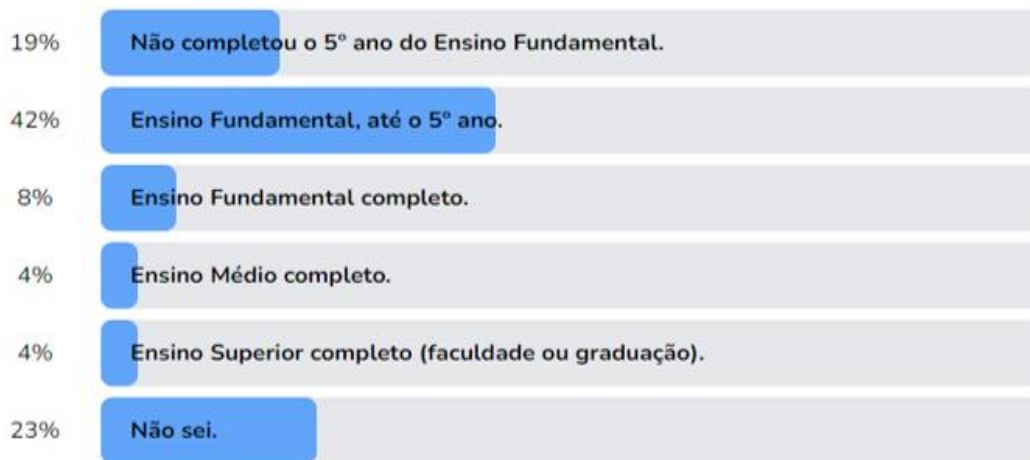 19% Não completou o 5º ano do Ensino Fundamental.
42% Ensino Fundamental, até o 5º ano.
8% Ensino Fundamental completo.
4% Ensino Médio completo.
4% Ensino Superior completo (faculdade ou graduação).
23% Não sei.